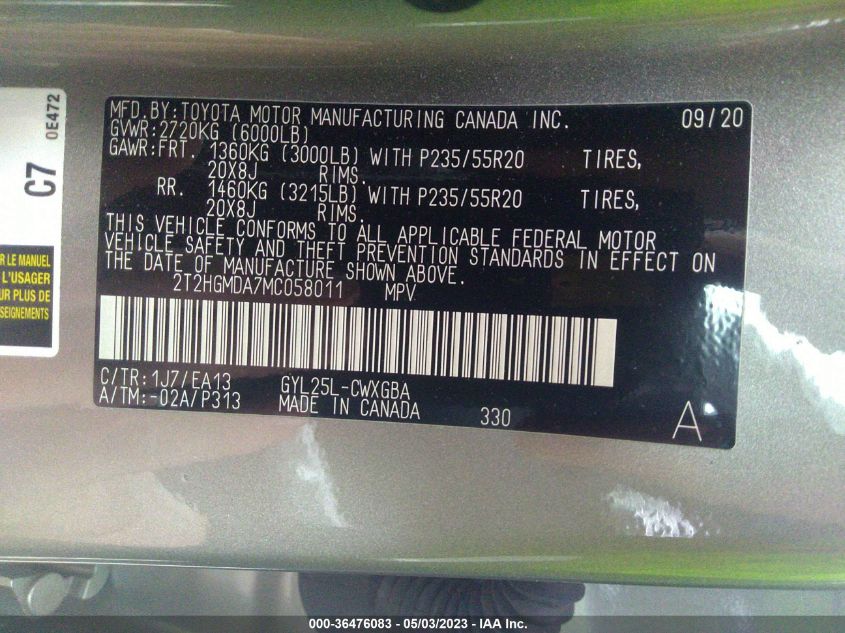 MFD.BY:TOYOTA MOTOR MANUFACTURING CANADA INC. 09/20
GVWR:2720KG (6000LB)
GAWR:FRT. 1360KG (3000LB) WITH P235/55R20 TIRES,
20X8J RIMS.
RR. 1460KG (3215LB) WITH P235/55R20 TIRES,
20X8J RIMS.
THIS VEHICLE CONFORMS TO ALL APPLICABLE FEDERAL MOTOR
VEHICLE SAFETY AND THEFT PREVENTION STANDARDS IN EFFECT ON
THE DATE OF MANUFACTURE SHOWN ABOVE.
2T2HGMDA7MC058011 MPV
C/TR:1J7/EA13 GYL25L-CWXGBA
A/TM:-02A/P313 MADE IN CANADA 330
A
C7
0E472
R LE MANUEL
L'USAGER
UR PLUS DE
SEIGNEMENTS
000-36476083 - 05/03/2023 - IAA Inc.